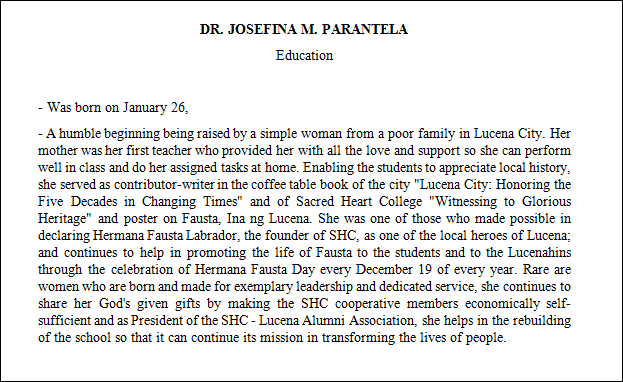 DR. JOSEFINA M. PARANTELA
Education
- Was born on January 26,
- A humble beginning being raised by a simple woman from a poor family in Lucena City. Her
mother was her first teacher who provided her with all the love and support so she can perform
well in class and do her assigned tasks at home. Enabling the students to appreciate local history,
she served as contributor-writer in the coffee table book of the city "Lucena City: Honoring the
Five Decades in Changing Times" and of Sacred Heart College "Witnessing to Glorious
Heritage" and poster on Fausta, Ina ng Lucena. She was one of those who made possible in
declaring Hermana Fausta Labrador, the founder of SHC, as one of the local heroes of Lucena;
and continues to help in promoting the life of Fausta to the students and to the Lucenahins
through the celebration of Hermana Fausta Day every December 19 of every year. Rare are
women who are born and made for exemplary leadership and dedicated service, she continues to
share her God's given gifts by making the SHC cooperative members economically self-
sufficient and as President of the SHC - Lucena Alumni Association, she helps in the rebuilding
of the school so that it can continue its mission in transforming the lives of people.